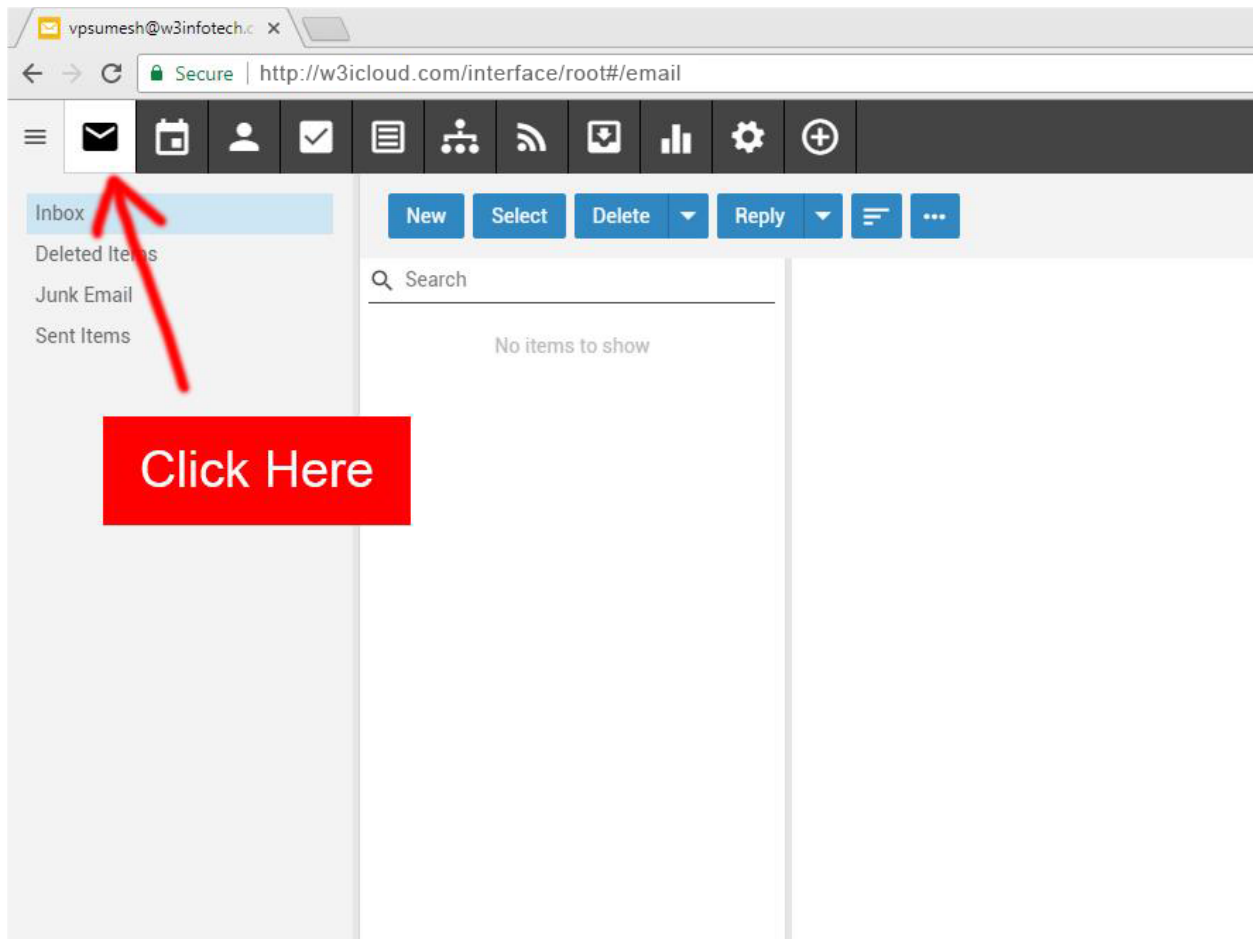 vpsumesh@w3infotech.c
Secure | http://w3icloud.com/interface/root#/email
Inbox
Deleted Items
Junk Email
Sent Items
New Select Delete Reply
Search
No items to show
Click Here